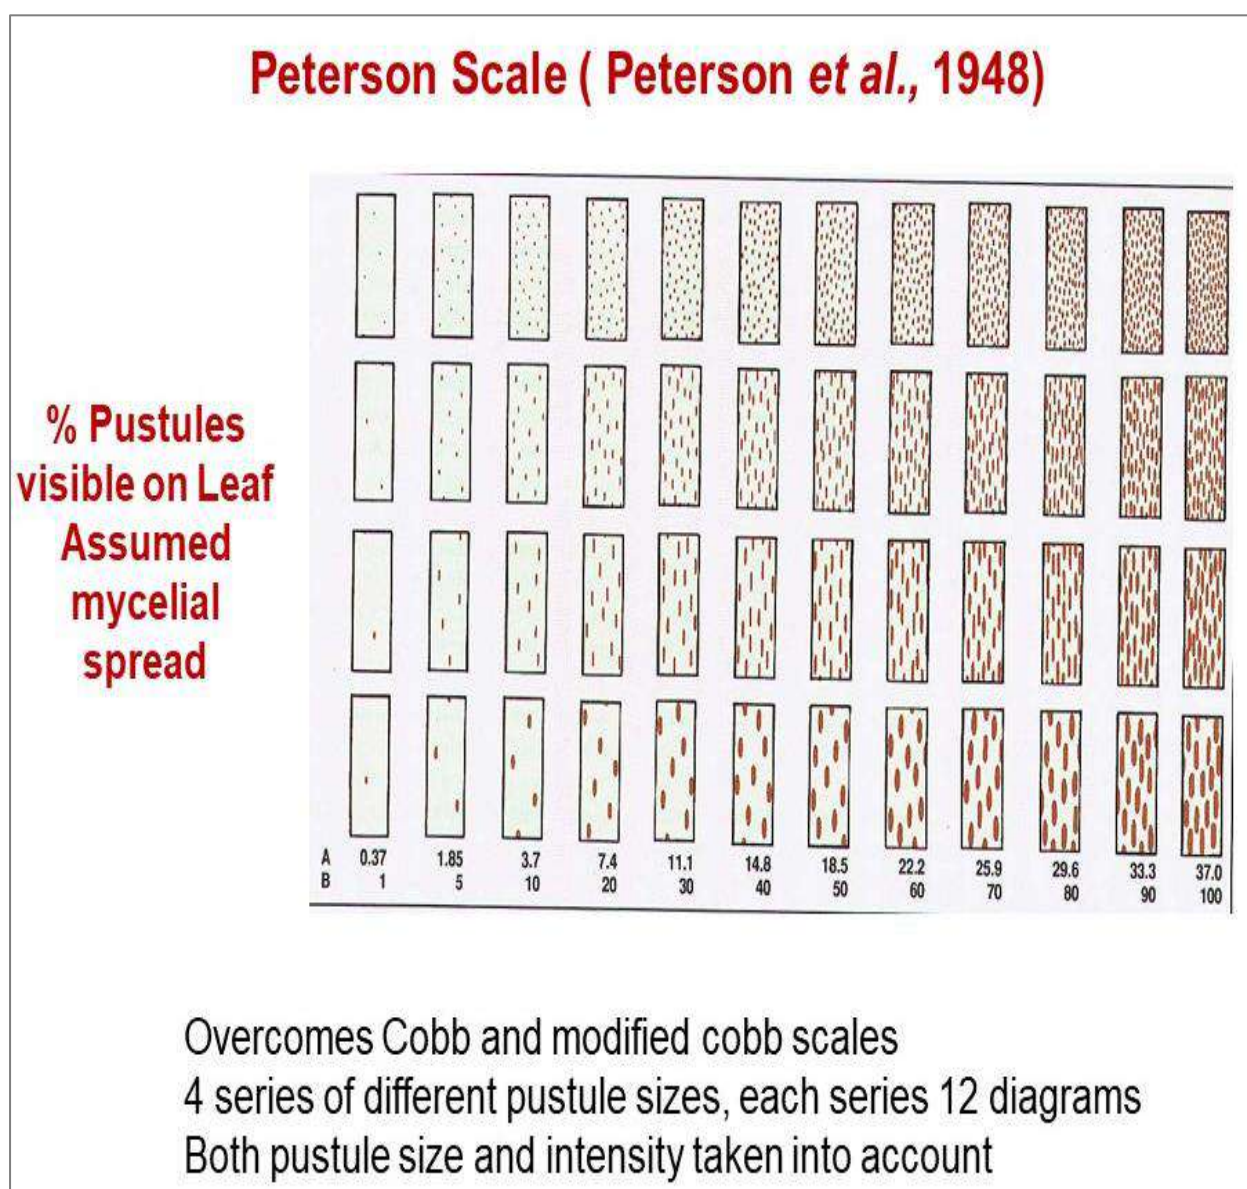 Peterson Scale ( Peterson et al., 1948)
% Pustules
visible on Leaf
Assumed
mycelial
spread
A 0.37 1.85 3.7 7.4 11.1 14.8 18.5 22.2 25.9 29.6 33.3 37.0
B 1 5 10 20 30 40 50 60 70 80 90 100
Overcomes Cobb and modified cobb scales
4 series of different pustule sizes, each series 12 diagrams
Both pustule size and intensity taken into account